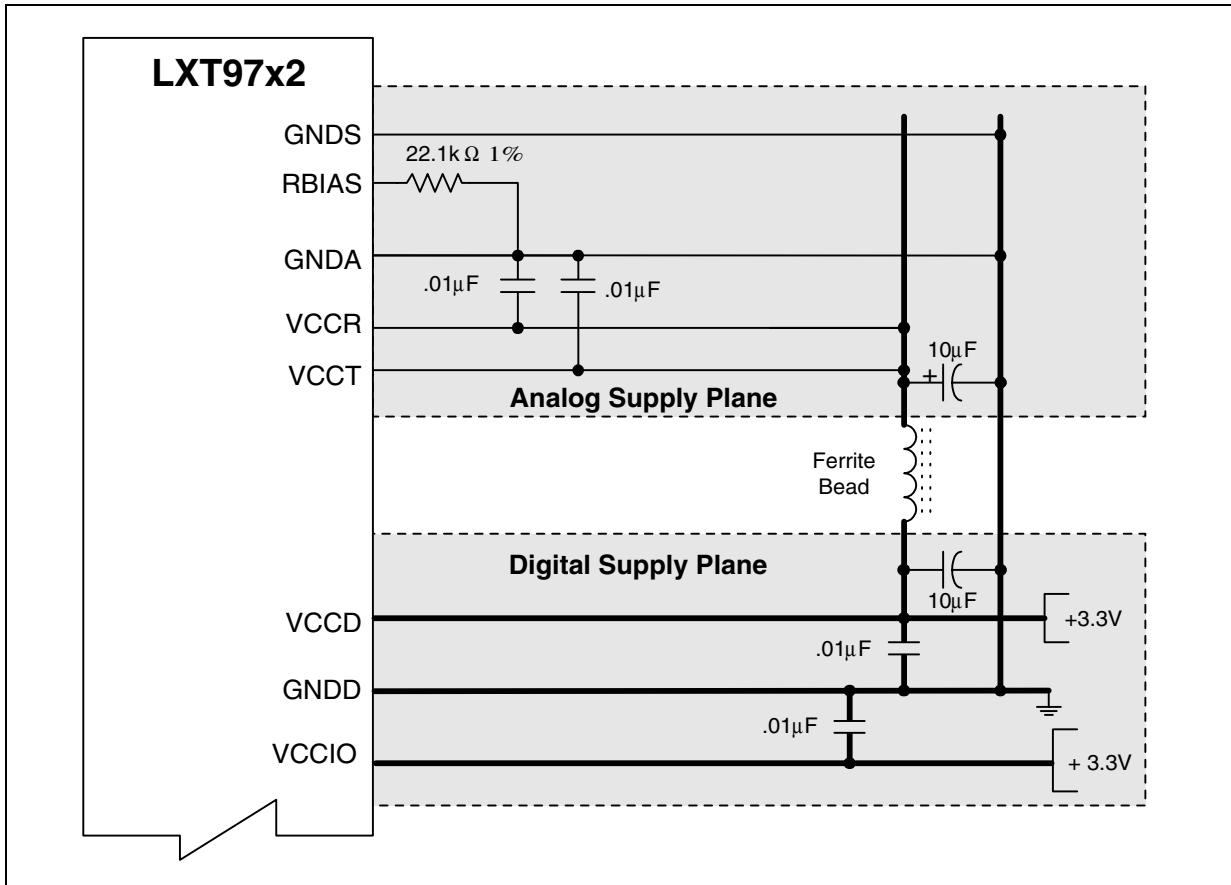 LXT97x2
GNDS
22.1k Ω 1%
RBIAS
GNDA
.01μF
.01μF
VCCR
10μF
VCCT
+
Analog Supply Plane
Ferrite
Bead
Digital Supply Plane
10μF
VCCD
+3.3V
.01μF
GNDD
.01μF
VCCIO
+ 3.3V